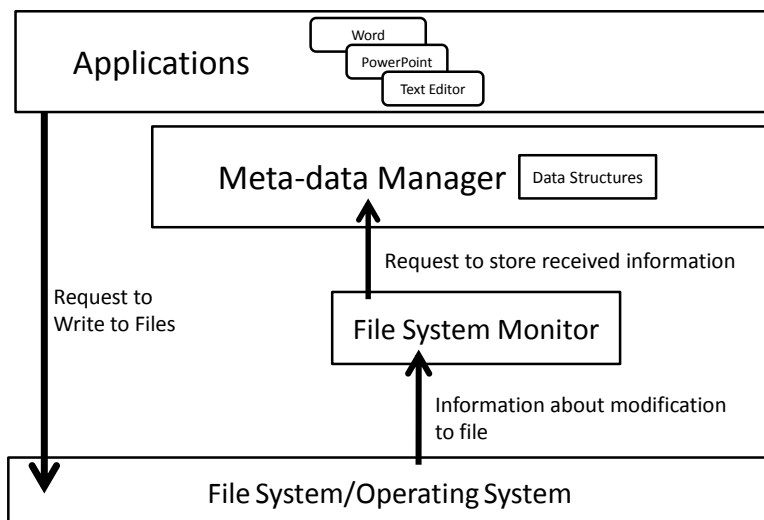 Word
Applications
PowerPoint
Text Editor
Meta-data Manager
Data Structures
Request to store received information
Request to
Write to Files
File System Monitor
Information about modification
to file
File System/Operating System